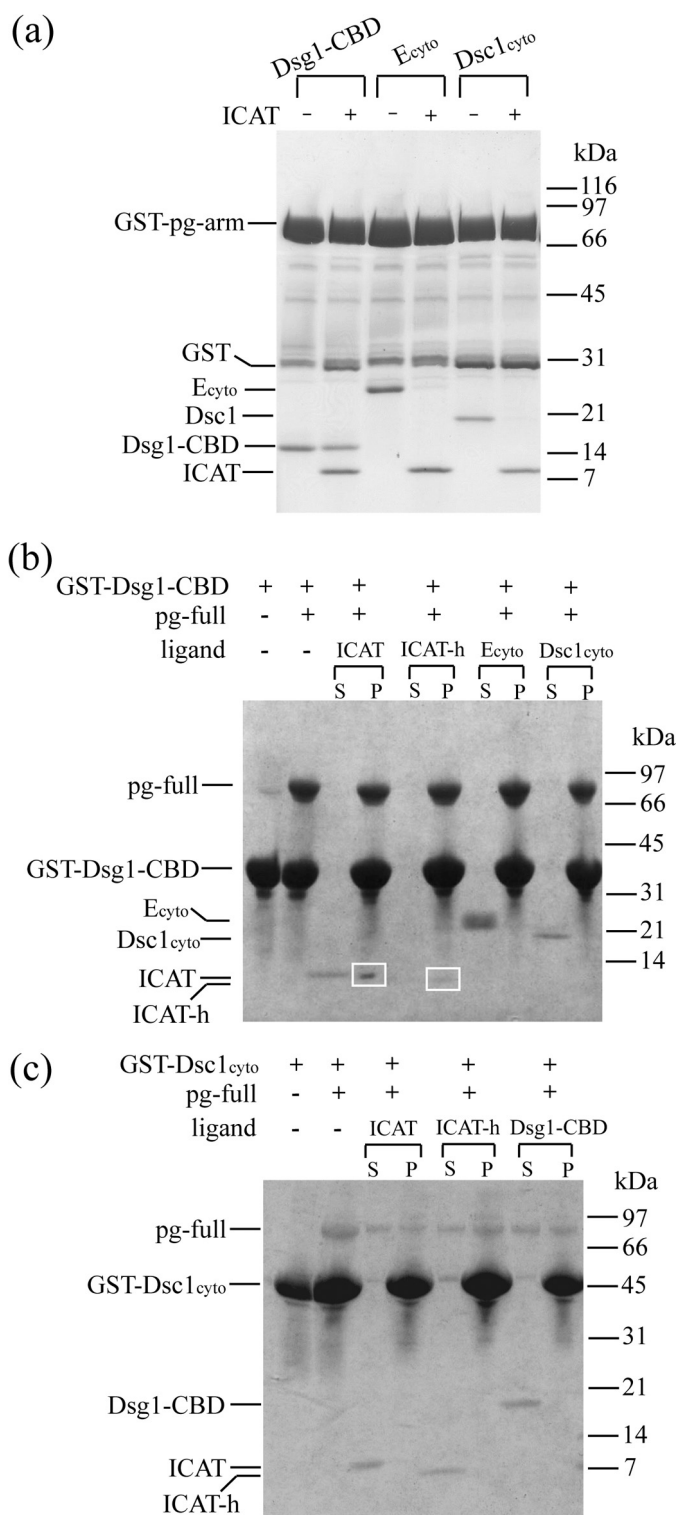 (a)
Dsg1-CBD Ecyto Dsc1cyto
ICAT - + - + - +
kDa
116
97
GST-pg-arm
66
45
GST
31
Ecyto
Dsc1
21
Dsg1-CBD
14
ICAT
7
(b)
GST-Dsg1-CBD + + + + + +
pg-full - + + + + +
ligand - - ICAT ICAT-h Ecyto Dsc1cyto
S P S P S P S P
kDa
97
pg-full
66
45
GST-Dsg1-CBD
31
Ecyto
21
Dsc1cyto
14
ICAT
ICAT-h
(c)
GST-Dsc1cyto + + + + +
pg-full - + + + +
ligand - - ICAT ICAT-h Dsg1-CBD
S P S P S P
kDa
97
pg-full
66
GST-Dsc1cyto
45
31
21
Dsg1-CBD
14
ICAT
7
ICAT-h